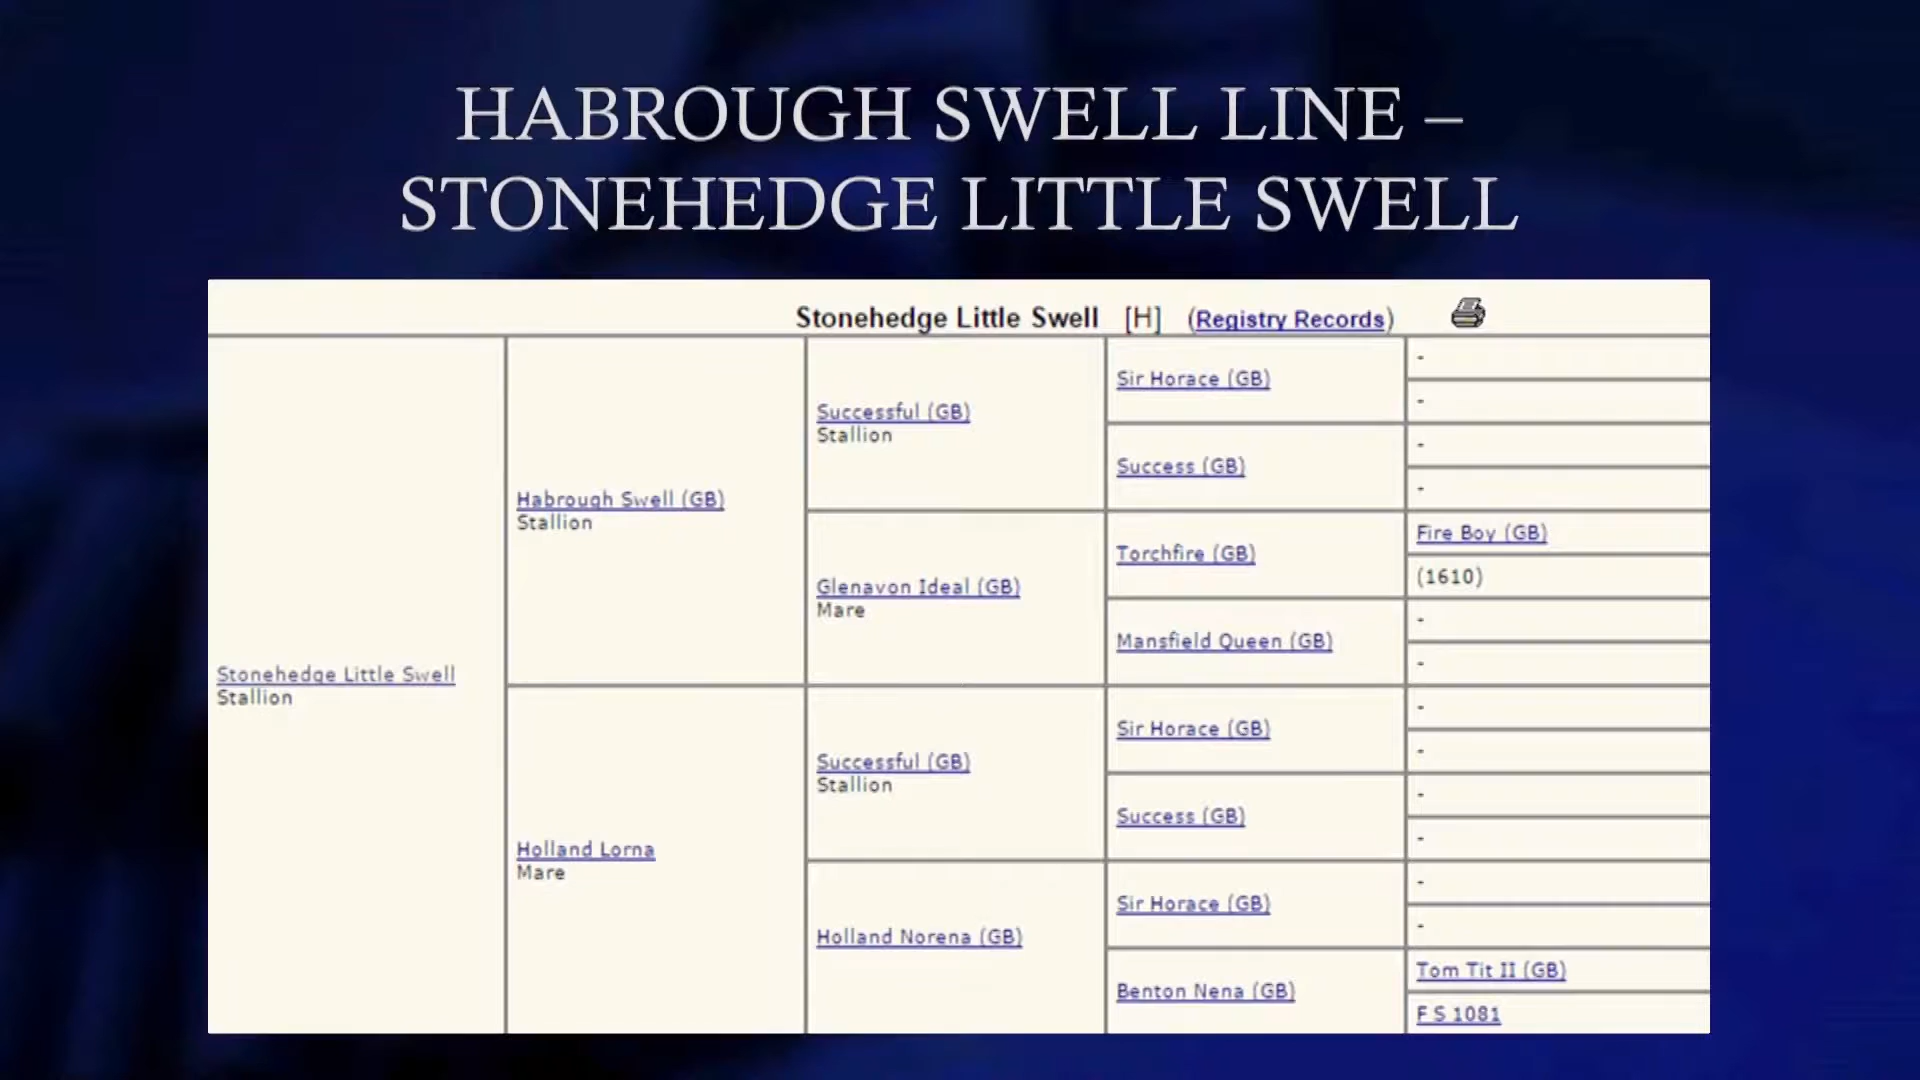 HABROUGH SWELL LINE –
STONEHEDGE LITTLE SWELL
Stonehedge Little Swell [H] (Registry Records)
Stonehedge Little Swell
Stallion
Habrough Swell (GB)
Stallion
Successful (GB)
Stallion
Sir Horace (GB)
-
-
Success (GB)
-
-
Glenavon Ideal (GB)
Mare
Torchfire (GB)
Fire Boy (GB)
(1610)
Mansfield Queen (GB)
-
-
Holland Lorna
Mare
Successful (GB)
Stallion
Sir Horace (GB)
-
-
Success (GB)
-
-
Holland Norena (GB)
Sir Horace (GB)
-
-
Benton Nena (GB)
Tom Tit II (GB)
F S 1081